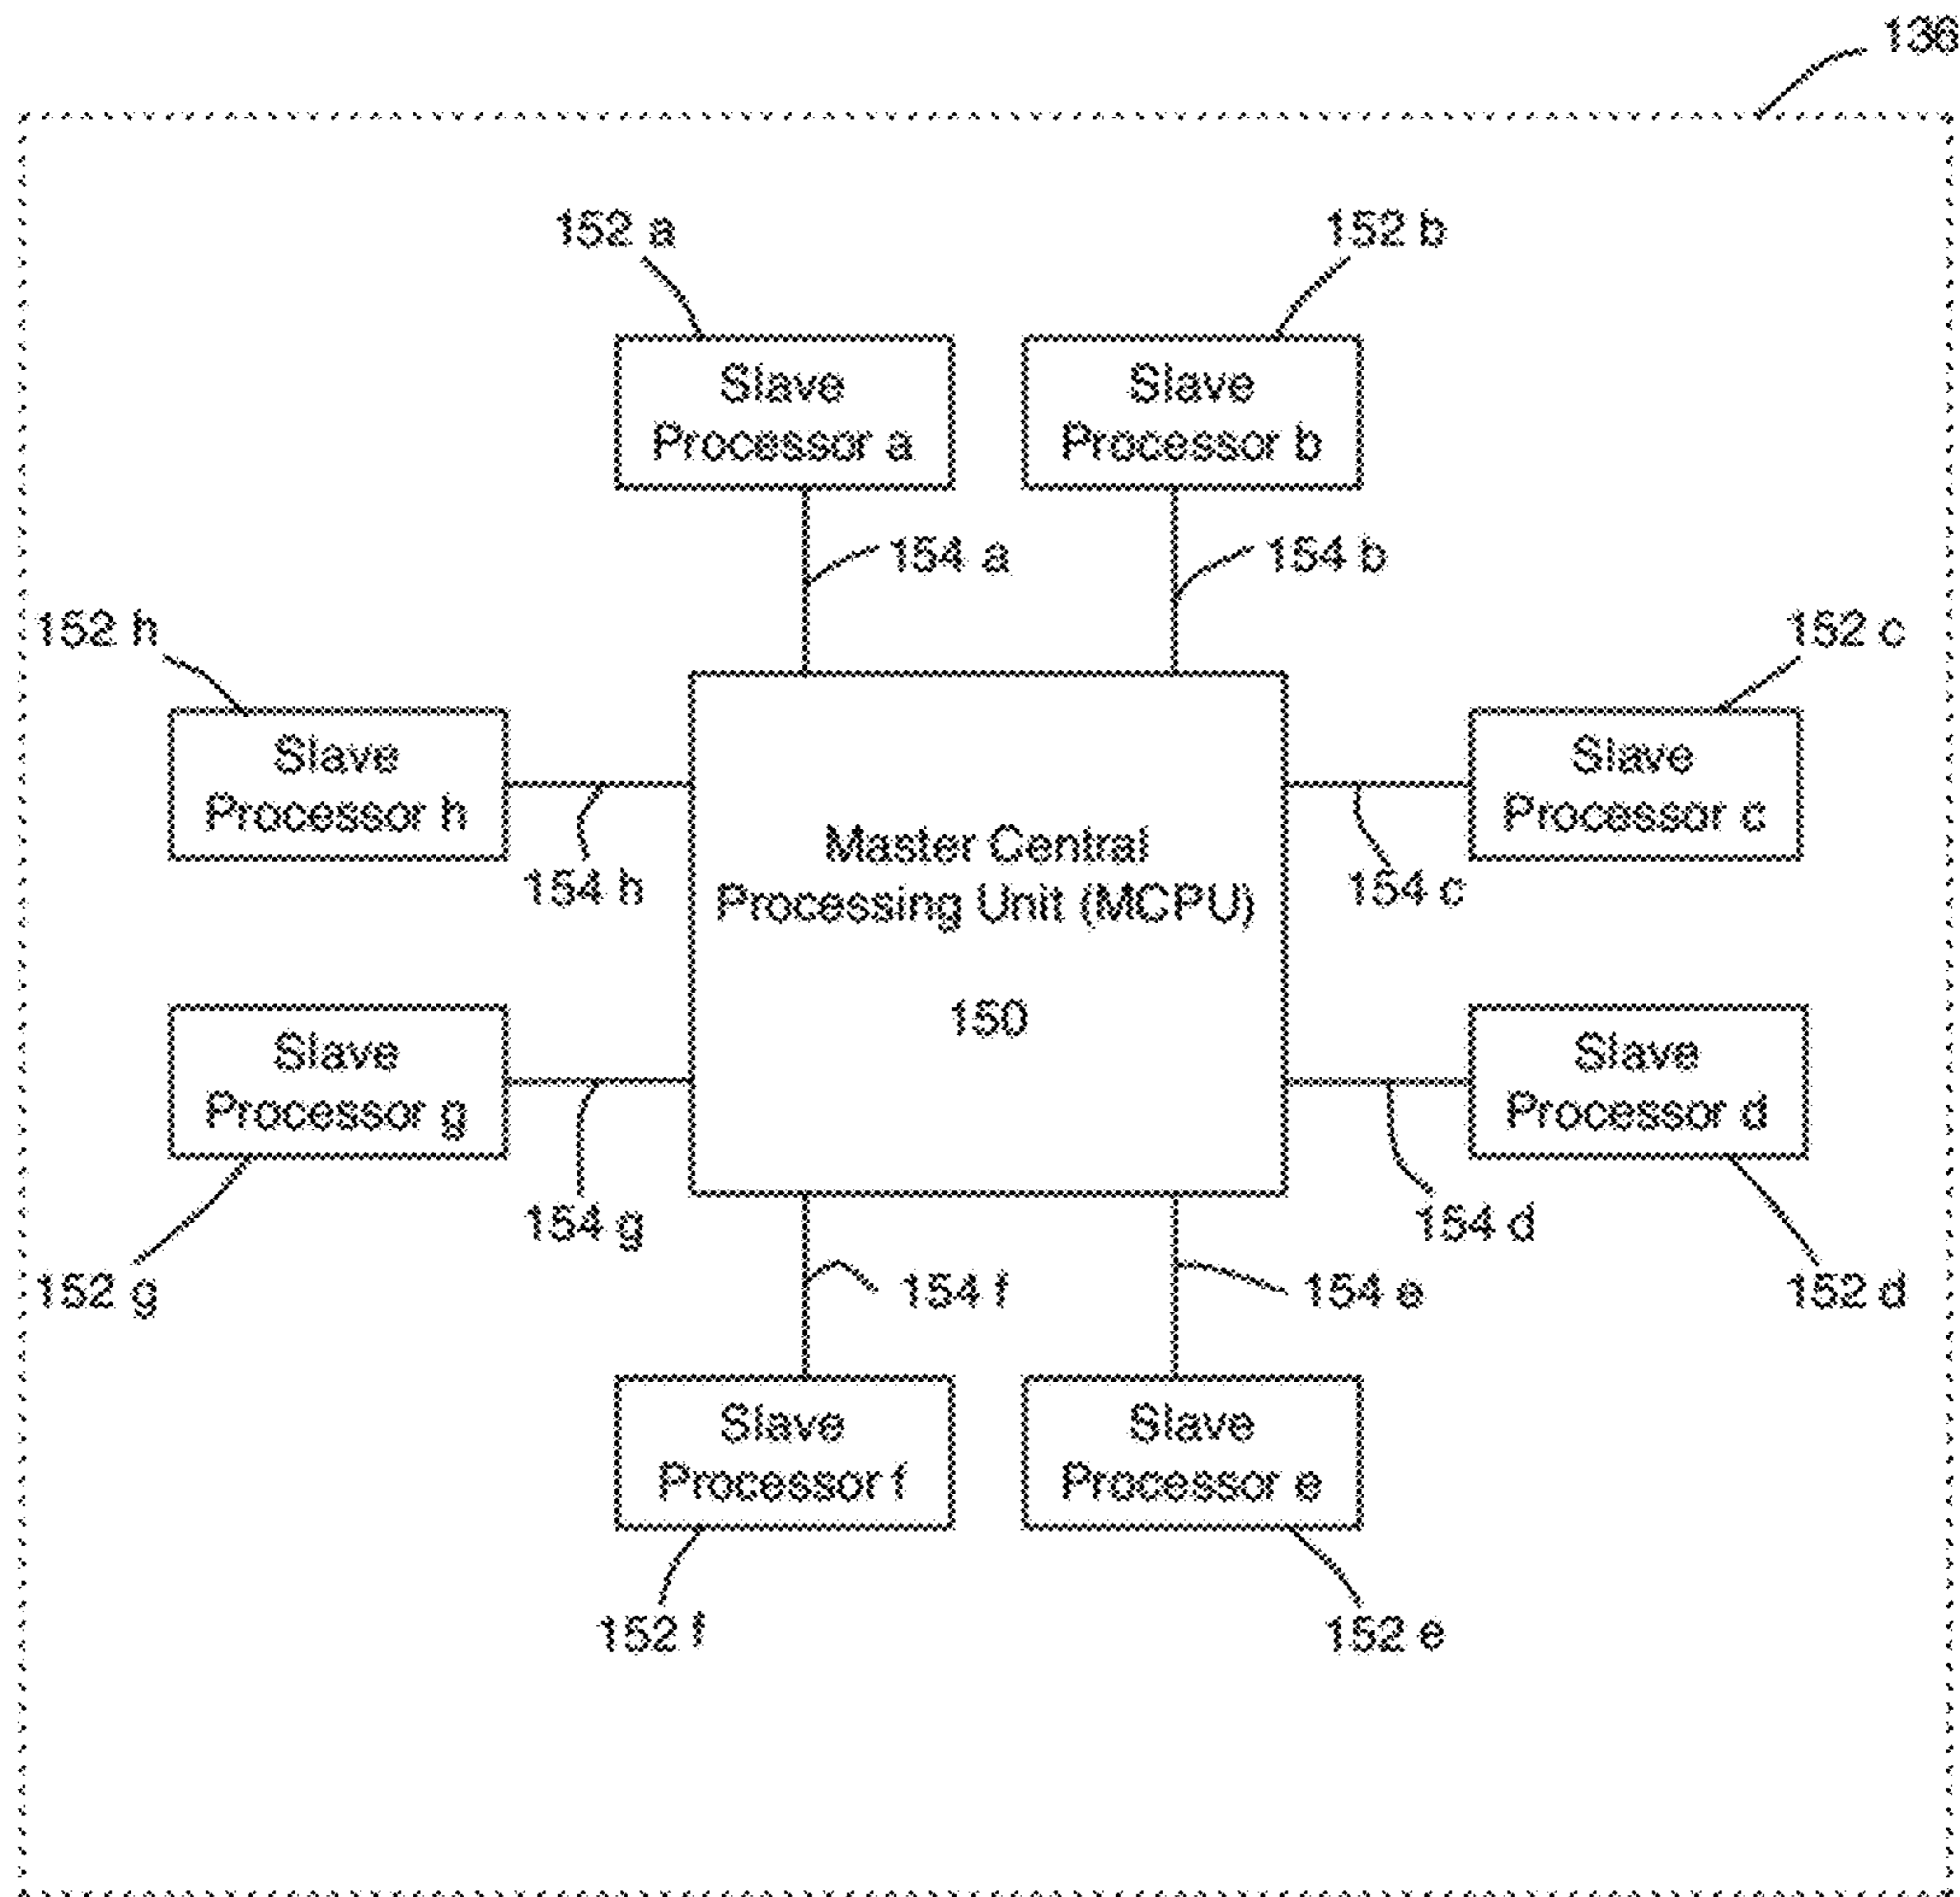 136
152 a
152 b
Slave
Processor a
Slave
Processor b
154 a
154 b
152 h
152 c
Slave
Processor h
Slave
Processor c
154 h
154 c
Master Central
Processing Unit (MCPU)
150
Slave
Processor g
Slave
Processor d
154 g
154 d
152 g
154 f
154 e
152 d
Slave
Processor f
Slave
Processor e
152 f
152 e